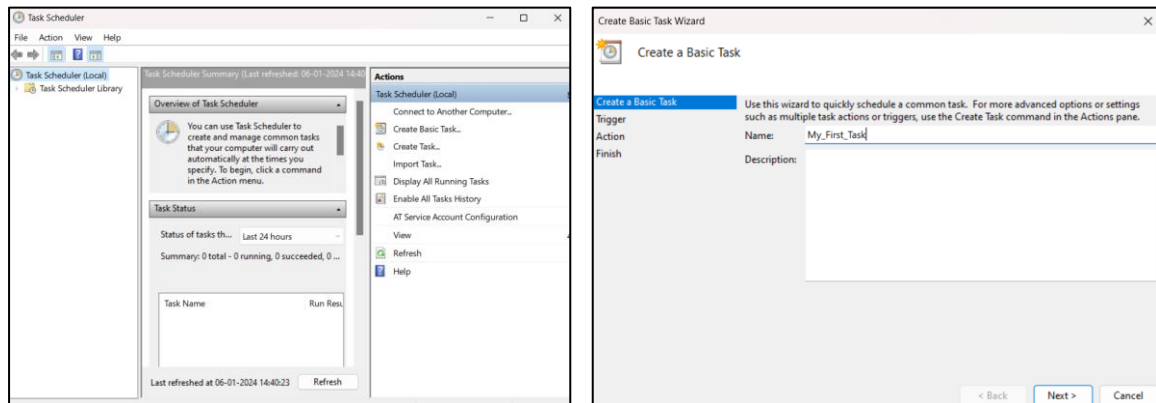 Task Scheduler
File Action View Help
Task Scheduler (Local)
Task Scheduler Library
Task Scheduler Summary (Last refreshed: 06-01-2024 14:40
Overview of Task Scheduler
You can use Task Scheduler to
create and manage common tasks
that your computer will carry out
automatically at the times you
specify. To begin, click a command
in the Action menu.
Task Status
Status of tasks th... Last 24 hours
Summary: 0 total - 0 running, 0 succeeded, 0 ...
Task Name Run Resu
Last refreshed at 06-01-2024 14:40:23 Refresh
Actions
Task Scheduler (Local)
Connect to Another Computer...
Create Basic Task...
Create Task...
Import Task...
Display All Running Tasks
Enable All Tasks History
AT Service Account Configuration
View
Refresh
Help
Create Basic Task Wizard
Create a Basic Task
Create a Basic Task
Trigger
Action
Finish
Use this wizard to quickly schedule a common task. For more advanced options or settings
such as multiple task actions or triggers, use the Create Task command in the Actions pane.
Name: My_First_Task
Description:
< Back Next > Cancel